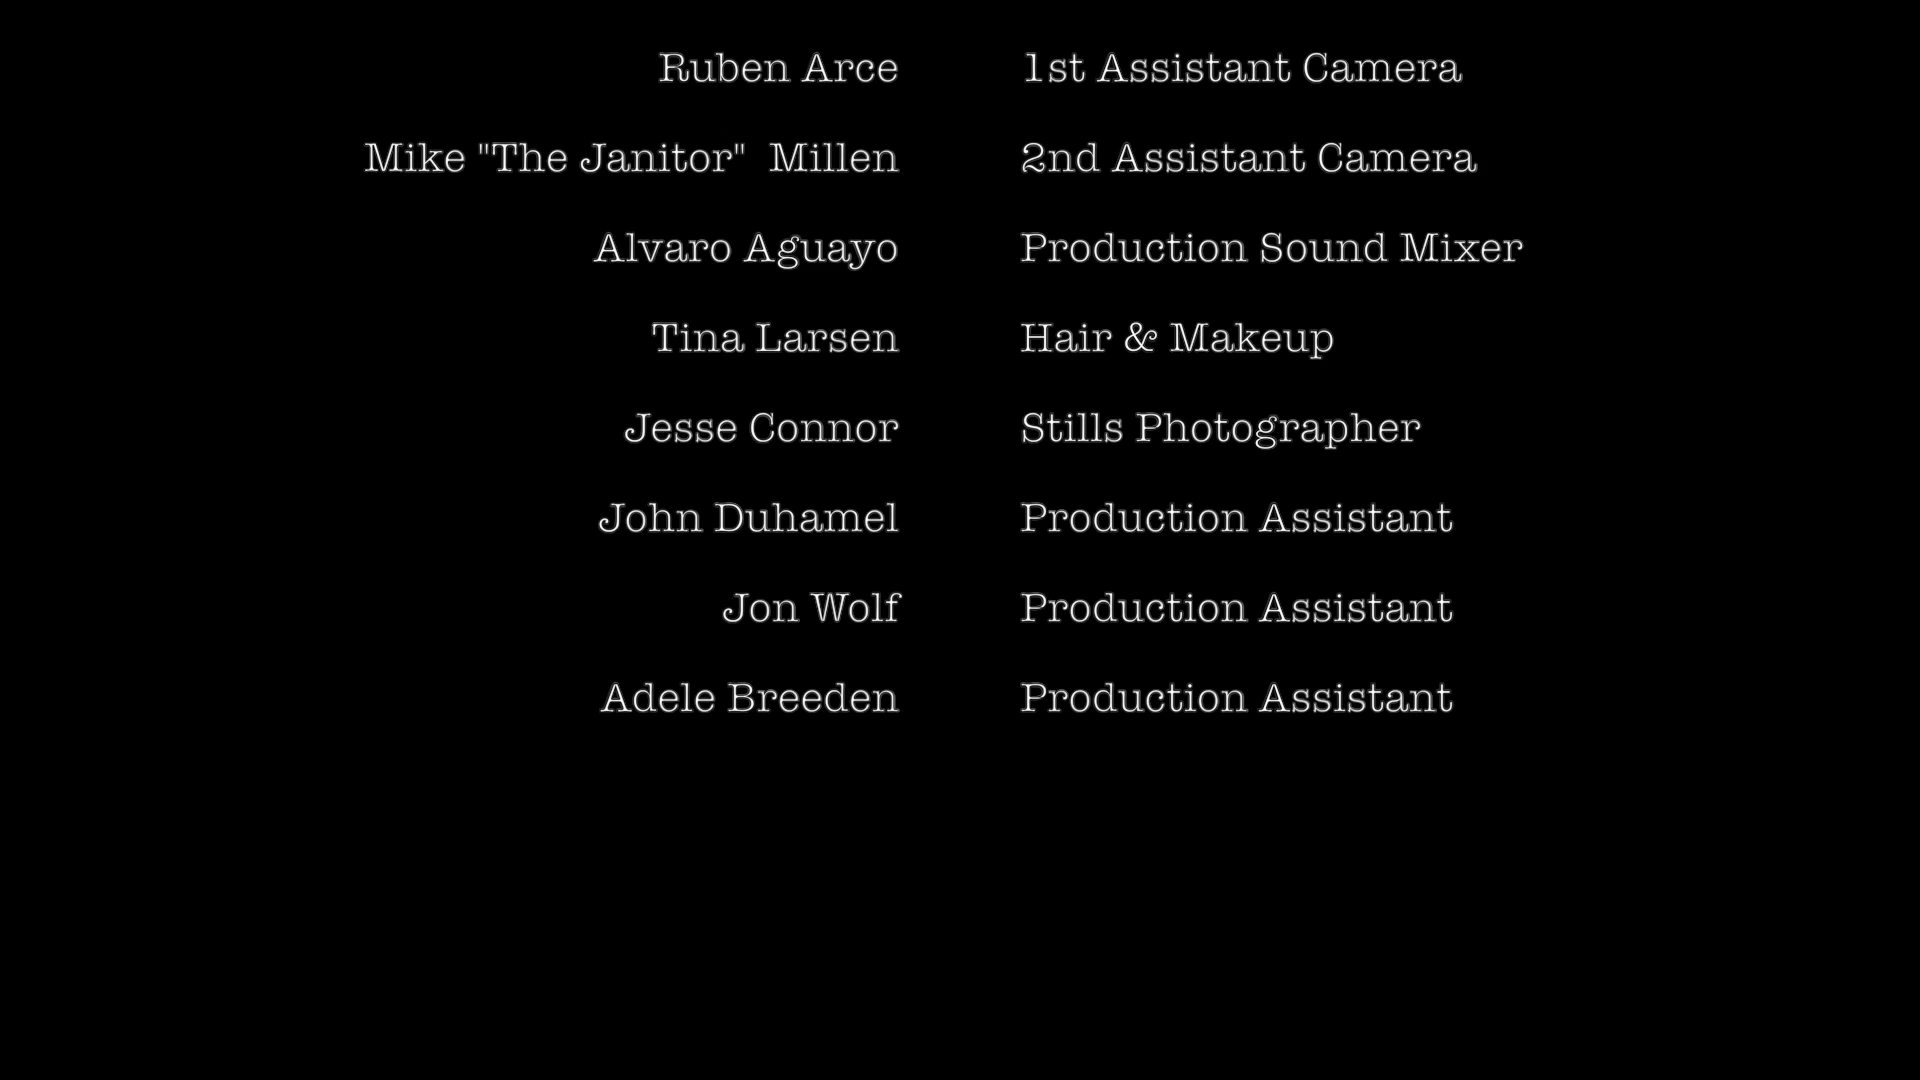 Ruben Arce 1st Assistant Camera
Mike "The Janitor"  Millen 2nd Assistant Camera
Alvaro Aguayo Production Sound Mixer
Tina Larsen Hair & Makeup
Jesse Connor Stills Photographer
John Duhamel Production Assistant
Jon Wolf Production Assistant
Adele Breeden Production Assistant